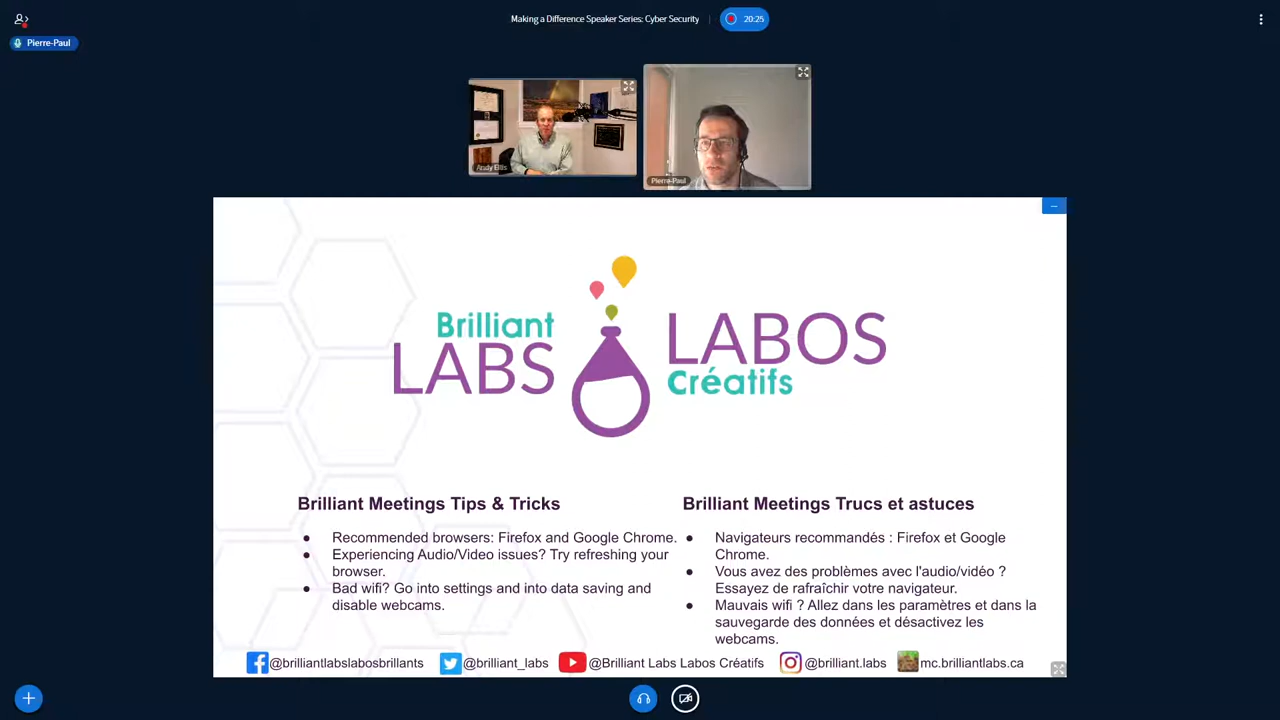 Making a Difference Speaker Series: Cyber Security
20:25
Pierre-Paul
Andy Ellis
Pierre-Paul
Brilliant
LABS
LABOS
Créatifs
Brilliant Meetings Tips & Tricks
● Recommended browsers: Firefox and Google Chrome.
● Experiencing Audio/Video issues? Try refreshing your
browser.
● Bad wifi? Go into settings and into data saving and
disable webcams.
Brilliant Meetings Trucs et astuces
● Navigateurs recommandés : Firefox et Google
Chrome.
● Vous avez des problèmes avec l'audio/vidéo ?
Essayez de rafraîchir votre navigateur.
● Mauvais wifi ? Allez dans les paramètres et dans la
sauvegarde des données et désactivez les
webcams.
@brilliantlabslabosbrillants
@brilliant_labs
@Brilliant Labs Labos Créatifs
@brilliant.labs
mc.brilliantlabs.ca